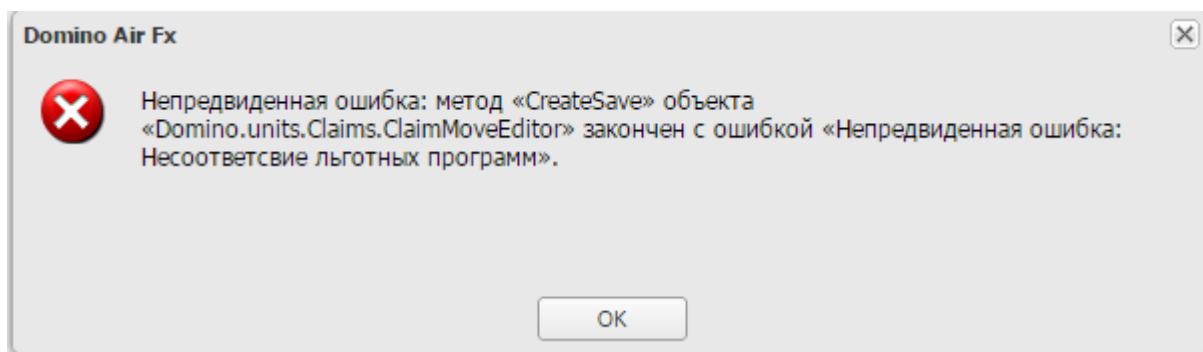 Domino Air Fx
Непредвиденная ошибка: метод «CreateSave» объекта
«Domino.units.Claims.ClaimMoveEditor» закончен с ошибкой «Непредвиденная ошибка:
Несоответсвие льготных программ».
OK